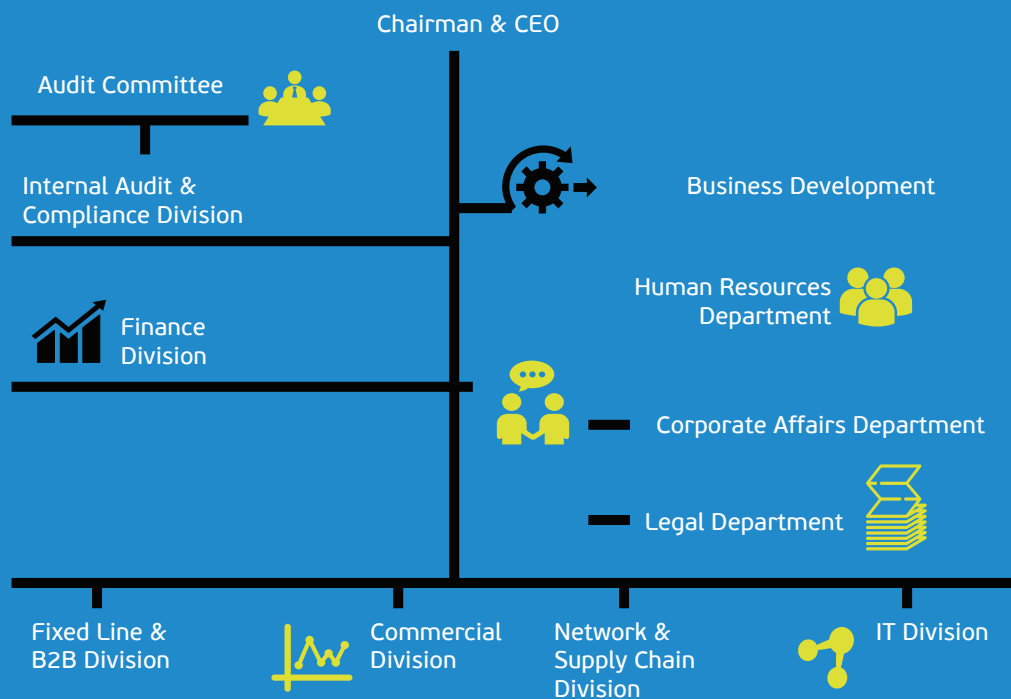 Chairman & CEO
Audit Committee
Internal Audit &
Compliance Division
Business Development
Human Resources
Department
Finance
Division
Corporate Affairs Department
Legal Department
Fixed Line &
B2B Division
Commercial
Division
Network &
Supply Chain
Division
IT Division